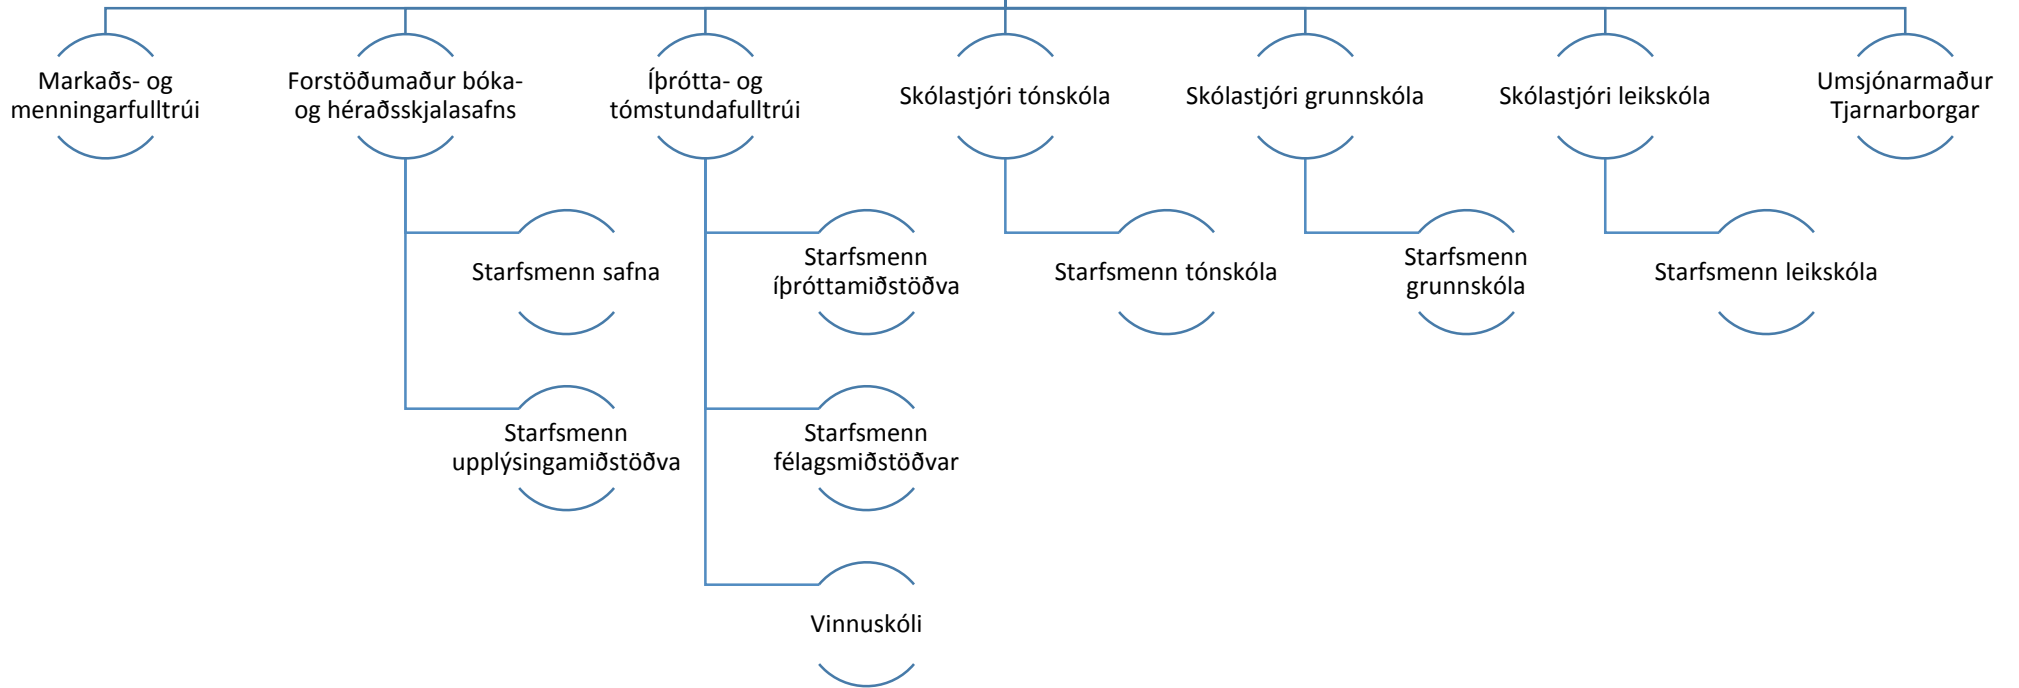 Markaðs- og
menningarfulltrúi
Forstöðumaður bóka-
og héraðsskjalasafns
Íþrótta- og
tómstundafulltrúi
Skólastjóri tónskóla
Skólastjóri grunnskóla
Skólastjóri leikskóla
Umsjónarmaður
Tjarnarborgar
Starfsmenn safna
Starfsmenn
íþróttamiðstöðva
Starfsmenn tónskóla
Starfsmenn
grunnskóla
Starfsmenn leikskóla
Starfsmenn
upplýsingamiðstöðva
Starfsmenn
félagsmiðstöðvar
Vinnuskóli